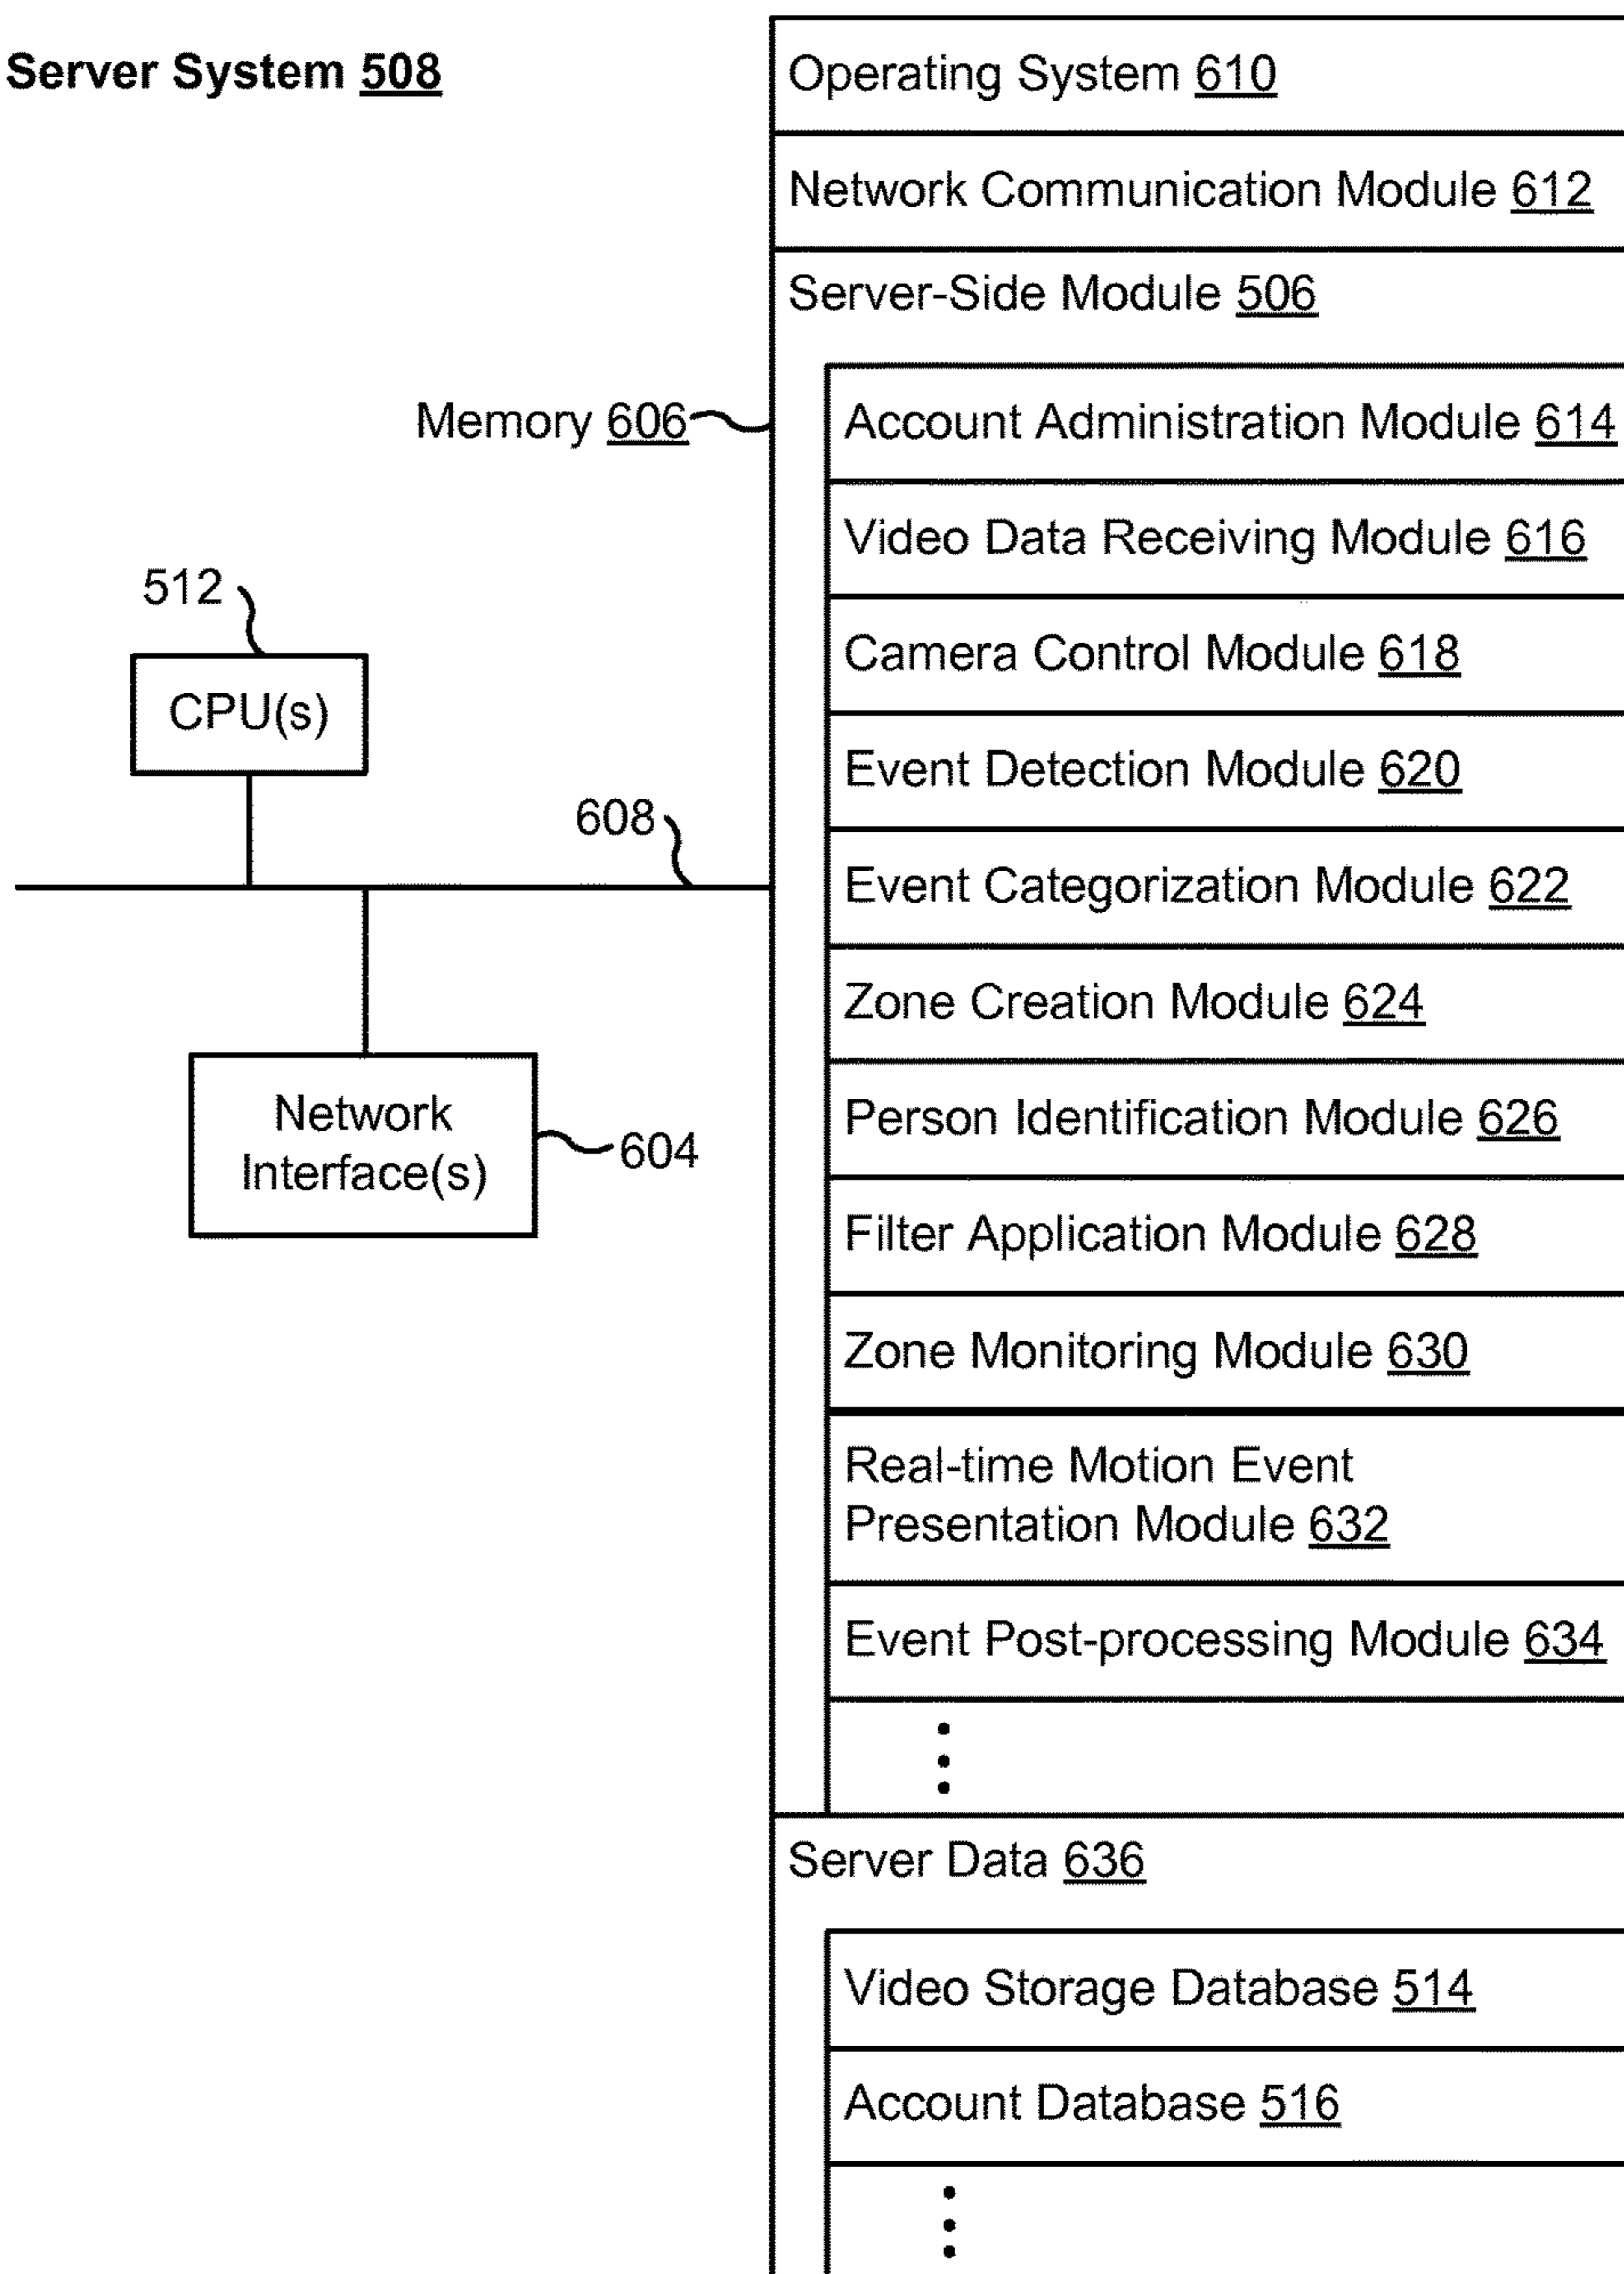 Server System 508
Operating System 610
Network Communication Module 612
Server-Side Module 506
Memory 606
Account Administration Module 614
Video Data Receiving Module 616
512
CPU(s)
Camera Control Module 618
Event Detection Module 620
608
Event Categorization Module 622
Zone Creation Module 624
Network
Interface(s)
604
Person Identification Module 626
Filter Application Module 628
Zone Monitoring Module 630
Real-time Motion Event
Presentation Module 632
Event Post-processing Module 634
Server Data 636
Video Storage Database 514
Account Database 516